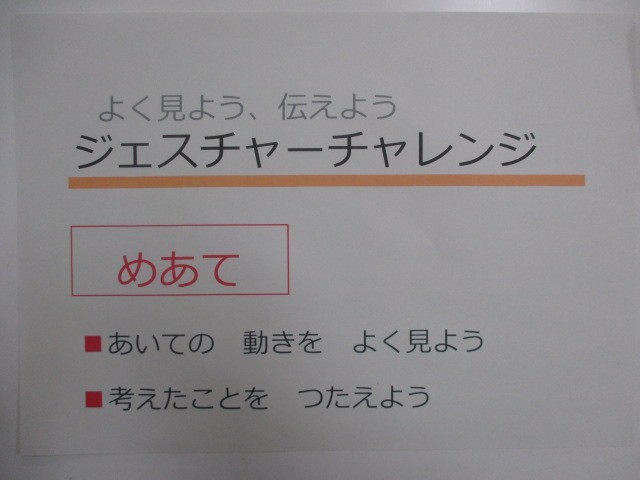 よく見よう、伝えよう
ジェスチャーチャレンジ
めあて
■あいての　動きを　よく見よう
■考えたことを　つたえよう